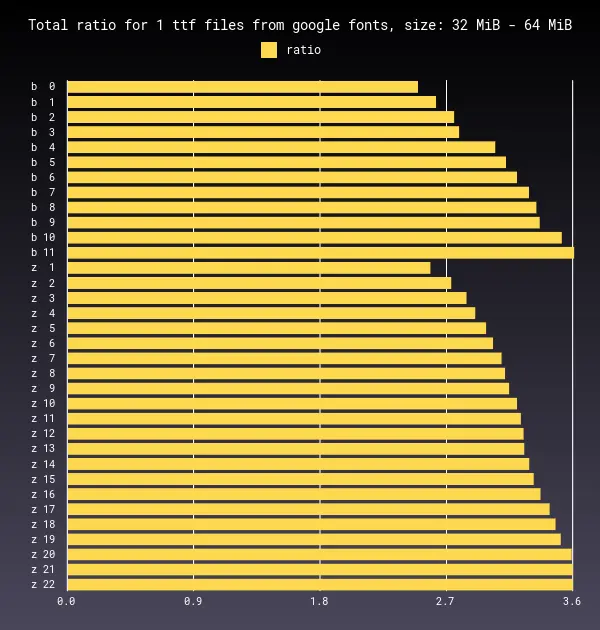 Total ratio for 1 ttf files from google fonts, size: 32 MiB - 64 MiB
ratio
b 0
b 1
b 2
b 3
b 4
b 5
b 6
b 7
b 8
b 9
b 10
b 11
z 1
z 2
z 3
z 4
z 5
z 6
z 7
z 8
z 9
z 10
z 11
z 12
z 13
z 14
z 15
z 16
z 17
z 18
z 19
z 20
z 21
z 22
0.0 0.9 1.8 2.7 3.6